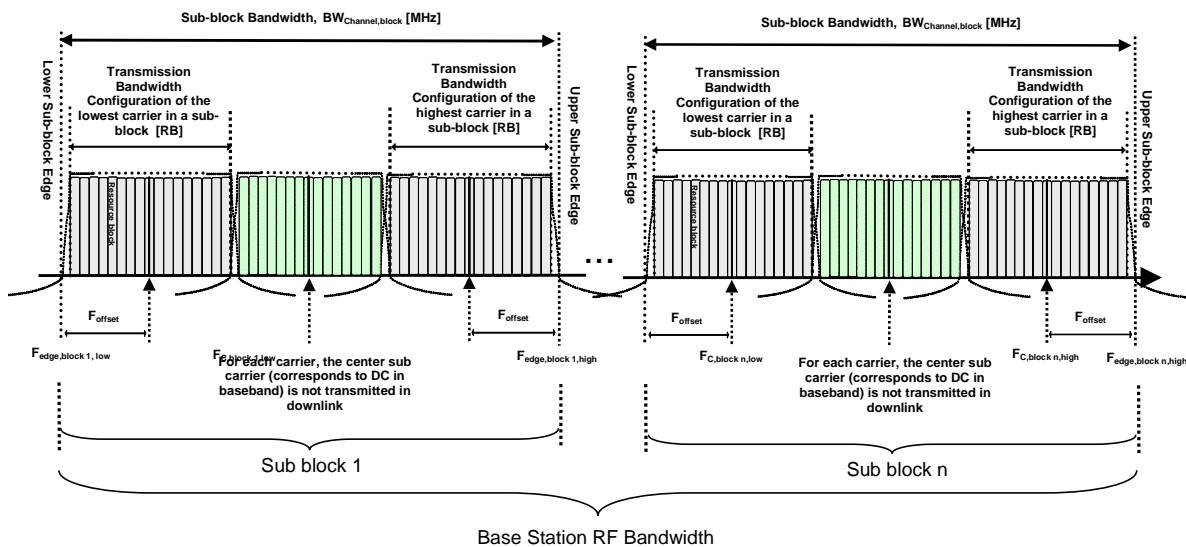 Sub-block Bandwidth, BWChannel,block [MHz]
Sub-block Bandwidth, BWChannel,block [MHz]
Lower Sub-block Edge
Transmission
Bandwidth
Configuration of the
lowest carrier in a sub-
block [RB]
Transmission
Bandwidth
Configuration of the
highest carrier in a
sub-block [RB]
Upper Sub-block Edge
Lower Sub-block Edge
Transmission
Bandwidth
Configuration of the
lowest carrier in a
sub-block [RB]
Transmission
Bandwidth
Configuration of the
highest carrier in a
sub-block [RB]
Upper Sub-block Edge
Resource block
Resource block
...
Foffset
Foffset
Foffset
Foffset
Fedge,block 1, low
FC,block 1,low
Fedge,block 1,high
FC,block n,low
FC,block n,high
Fedge,block n,high
For each carrier, the center sub
carrier (corresponds to DC in
baseband) is not transmitted in
downlink
For each carrier, the center sub
carrier (corresponds to DC in
baseband) is not transmitted in
downlink
Sub block 1
Sub block n
Base Station RF Bandwidth